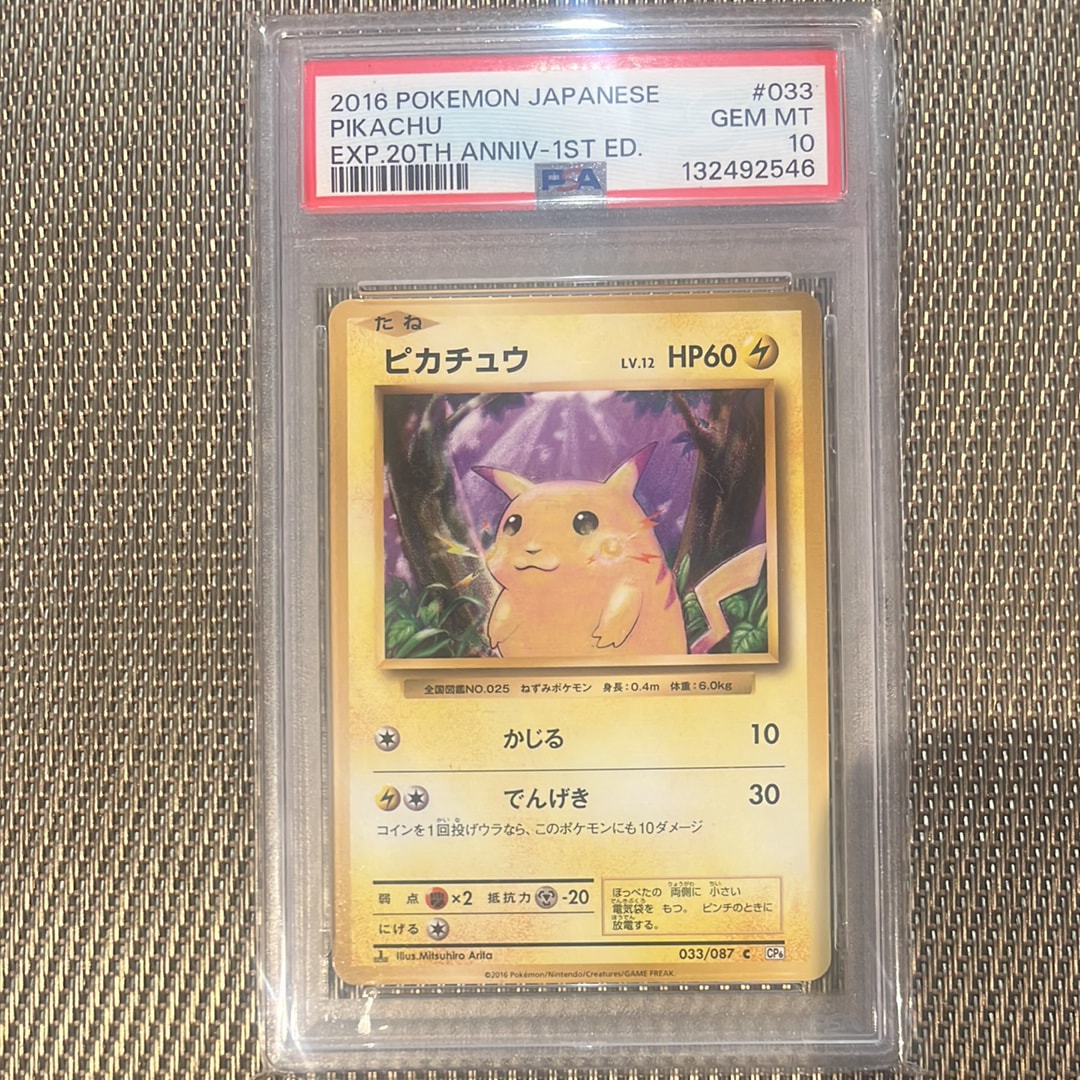 2016 POKEMON JAPANESE #033
PIKACHU GEM MT
EXP.20TH ANNIV-1ST ED. 10
PSA 132492546
たね
ピカチュウ LV.12 HP60
全国図鑑NO.025 ねずみポケモン 身長:0.4m 体重:6.0kg
かじる 10
でんげき 30
コインを1回投げウラなら、このポケモンにも10ダメージ
弱点 ×2 抵抗力 -20
にげる
ほっぺたの 両側に 小さい
電気袋を もつ。 ピンチのときに
放電する。
1 Illus.Mitsuhiro Arita 033/087 C CP6
©2016 Pokémon/Nintendo/Creatures/GAME FREAK.